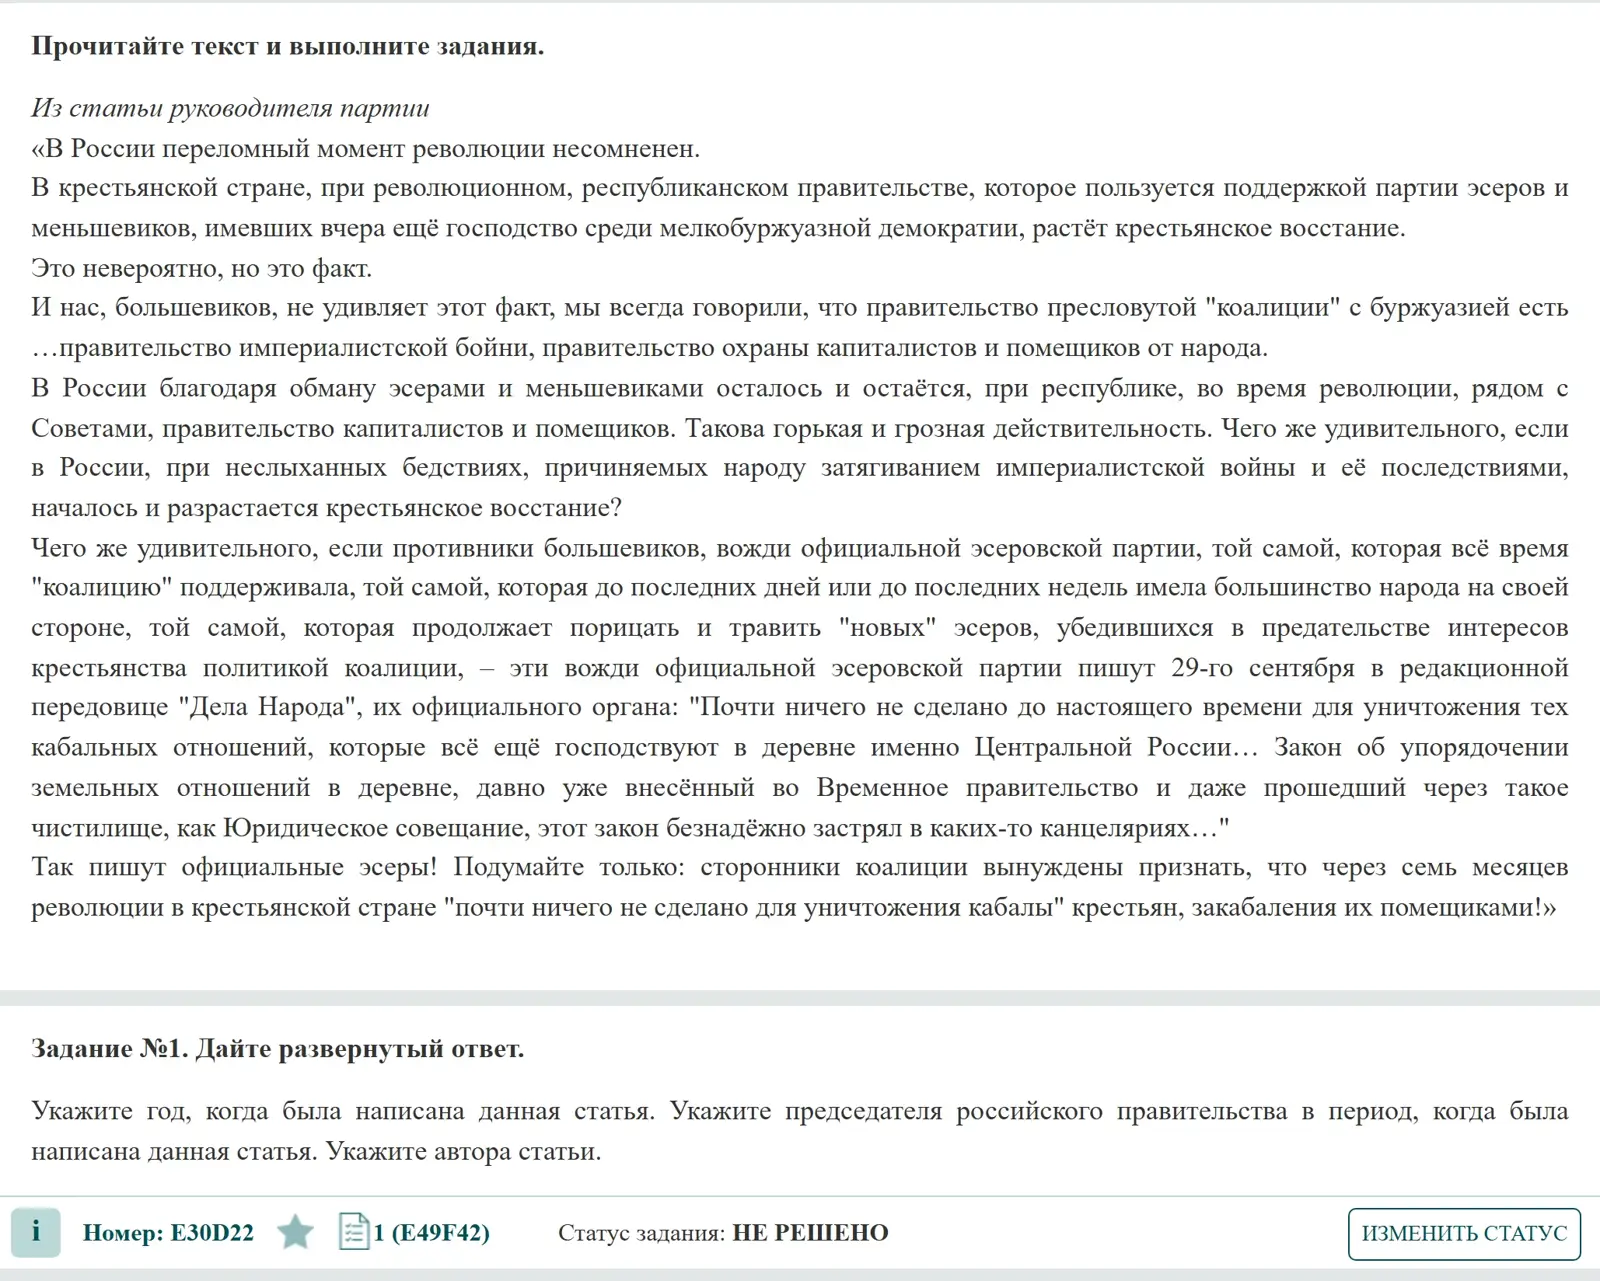 Прочитайте текст и выполните задания.
Из статьи руководителя партии
«В России переломный момент революции несомненен.
В крестьянской стране, при революционном, республиканском правительстве, которое пользуется поддержкой партии эсеров и
меньшевиков, имевших вчера ещё господство среди мелкобуржуазной демократии, растёт крестьянское восстание.
Это невероятно, но это факт.
И нас, большевиков, не удивляет этот факт, мы всегда говорили, что правительство пресловутой "коалиции" с буржуазией есть
…правительство империалистской бойни, правительство охраны капиталистов и помещиков от народа.
В России благодаря обману эсерами и меньшевиками осталось и остаётся, при республике, во время революции, рядом с
Советами, правительство капиталистов и помещиков. Такова горькая и грозная действительность. Чего же удивительного, если
в России, при неслыханных бедствиях, причиняемых народу затягиванием империалистской войны и её последствиями,
началось и разрастается крестьянское восстание?
Чего же удивительного, если противники большевиков, вожди официальной эсеровской партии, той самой, которая всё время
"коалицию" поддерживала, той самой, которая до последних дней или до последних недель имела большинство народа на своей
стороне, той самой, которая продолжает порицать и травить "новых" эсеров, убедившихся в предательстве интересов
крестьянства политикой коалиции, – эти вожди официальной эсеровской партии пишут 29-го сентября в редакционной
передовице "Дела Народа", их официального органа: "Почти ничего не сделано до настоящего времени для уничтожения тех
кабальных отношений, которые всё ещё господствуют в деревне именно Центральной России… Закон об упорядочении
земельных отношений в деревне, давно уже внесённый во Временное правительство и даже прошедший через такое
чистилище, как Юридическое совещание, этот закон безнадёжно застрял в каких-то канцеляриях…"
Так пишут официальные эсеры! Подумайте только: сторонники коалиции вынуждены признать, что через семь месяцев
революции в крестьянской стране "почти ничего не сделано для уничтожения кабалы" крестьян, закабаления их помещиками!»
Задание №1. Дайте развернутый ответ.
Укажите год, когда была написана данная статья. Укажите председателя российского правительства в период, когда была
написана данная статья. Укажите автора статьи.
i Номер: E30D22 1 (E49F42) Статус задания: НЕ РЕШЕНО ИЗМЕНИТЬ СТАТУС